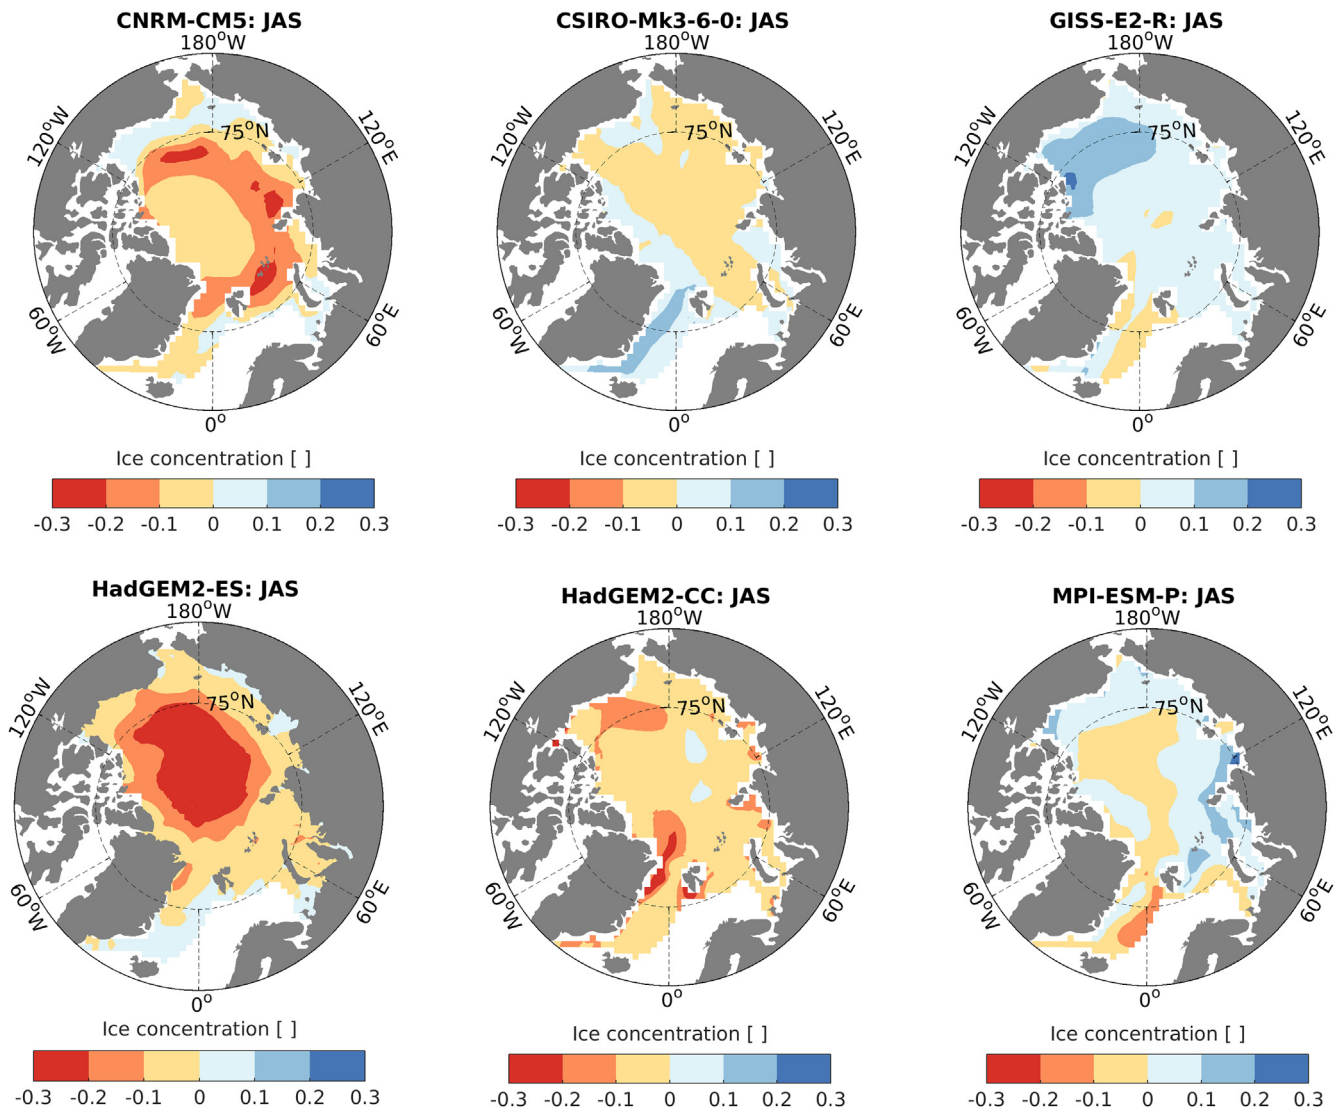 CNRM-CM5: JAS
180°W
120°W
75°N
120°E
60°W
60°E
0°
Ice concentration [ ]
-0.3 -0.2 -0.1 0 0.1 0.2 0.3
CSIRO-Mk3-6-0: JAS
180°W
120°W
75°N
120°E
60°W
60°E
0°
Ice concentration [ ]
-0.3 -0.2 -0.1 0 0.1 0.2 0.3
GISS-E2-R: JAS
180°W
120°W
75°N
120°E
60°W
60°E
0°
Ice concentration [ ]
-0.3 -0.2 -0.1 0 0.1 0.2 0.3
HadGEM2-ES: JAS
180°W
120°W
75°N
120°E
60°W
60°E
0°
Ice concentration [ ]
-0.3 -0.2 -0.1 0 0.1 0.2 0.3
HadGEM2-CC: JAS
180°W
120°W
75°N
120°E
60°W
60°E
0°
Ice concentration [ ]
-0.3 -0.2 -0.1 0 0.1 0.2 0.3
MPI-ESM-P: JAS
180°W
120°W
75°N
120°E
60°W
60°E
0°
Ice concentration [ ]
-0.3 -0.2 -0.1 0 0.1 0.2 0.3